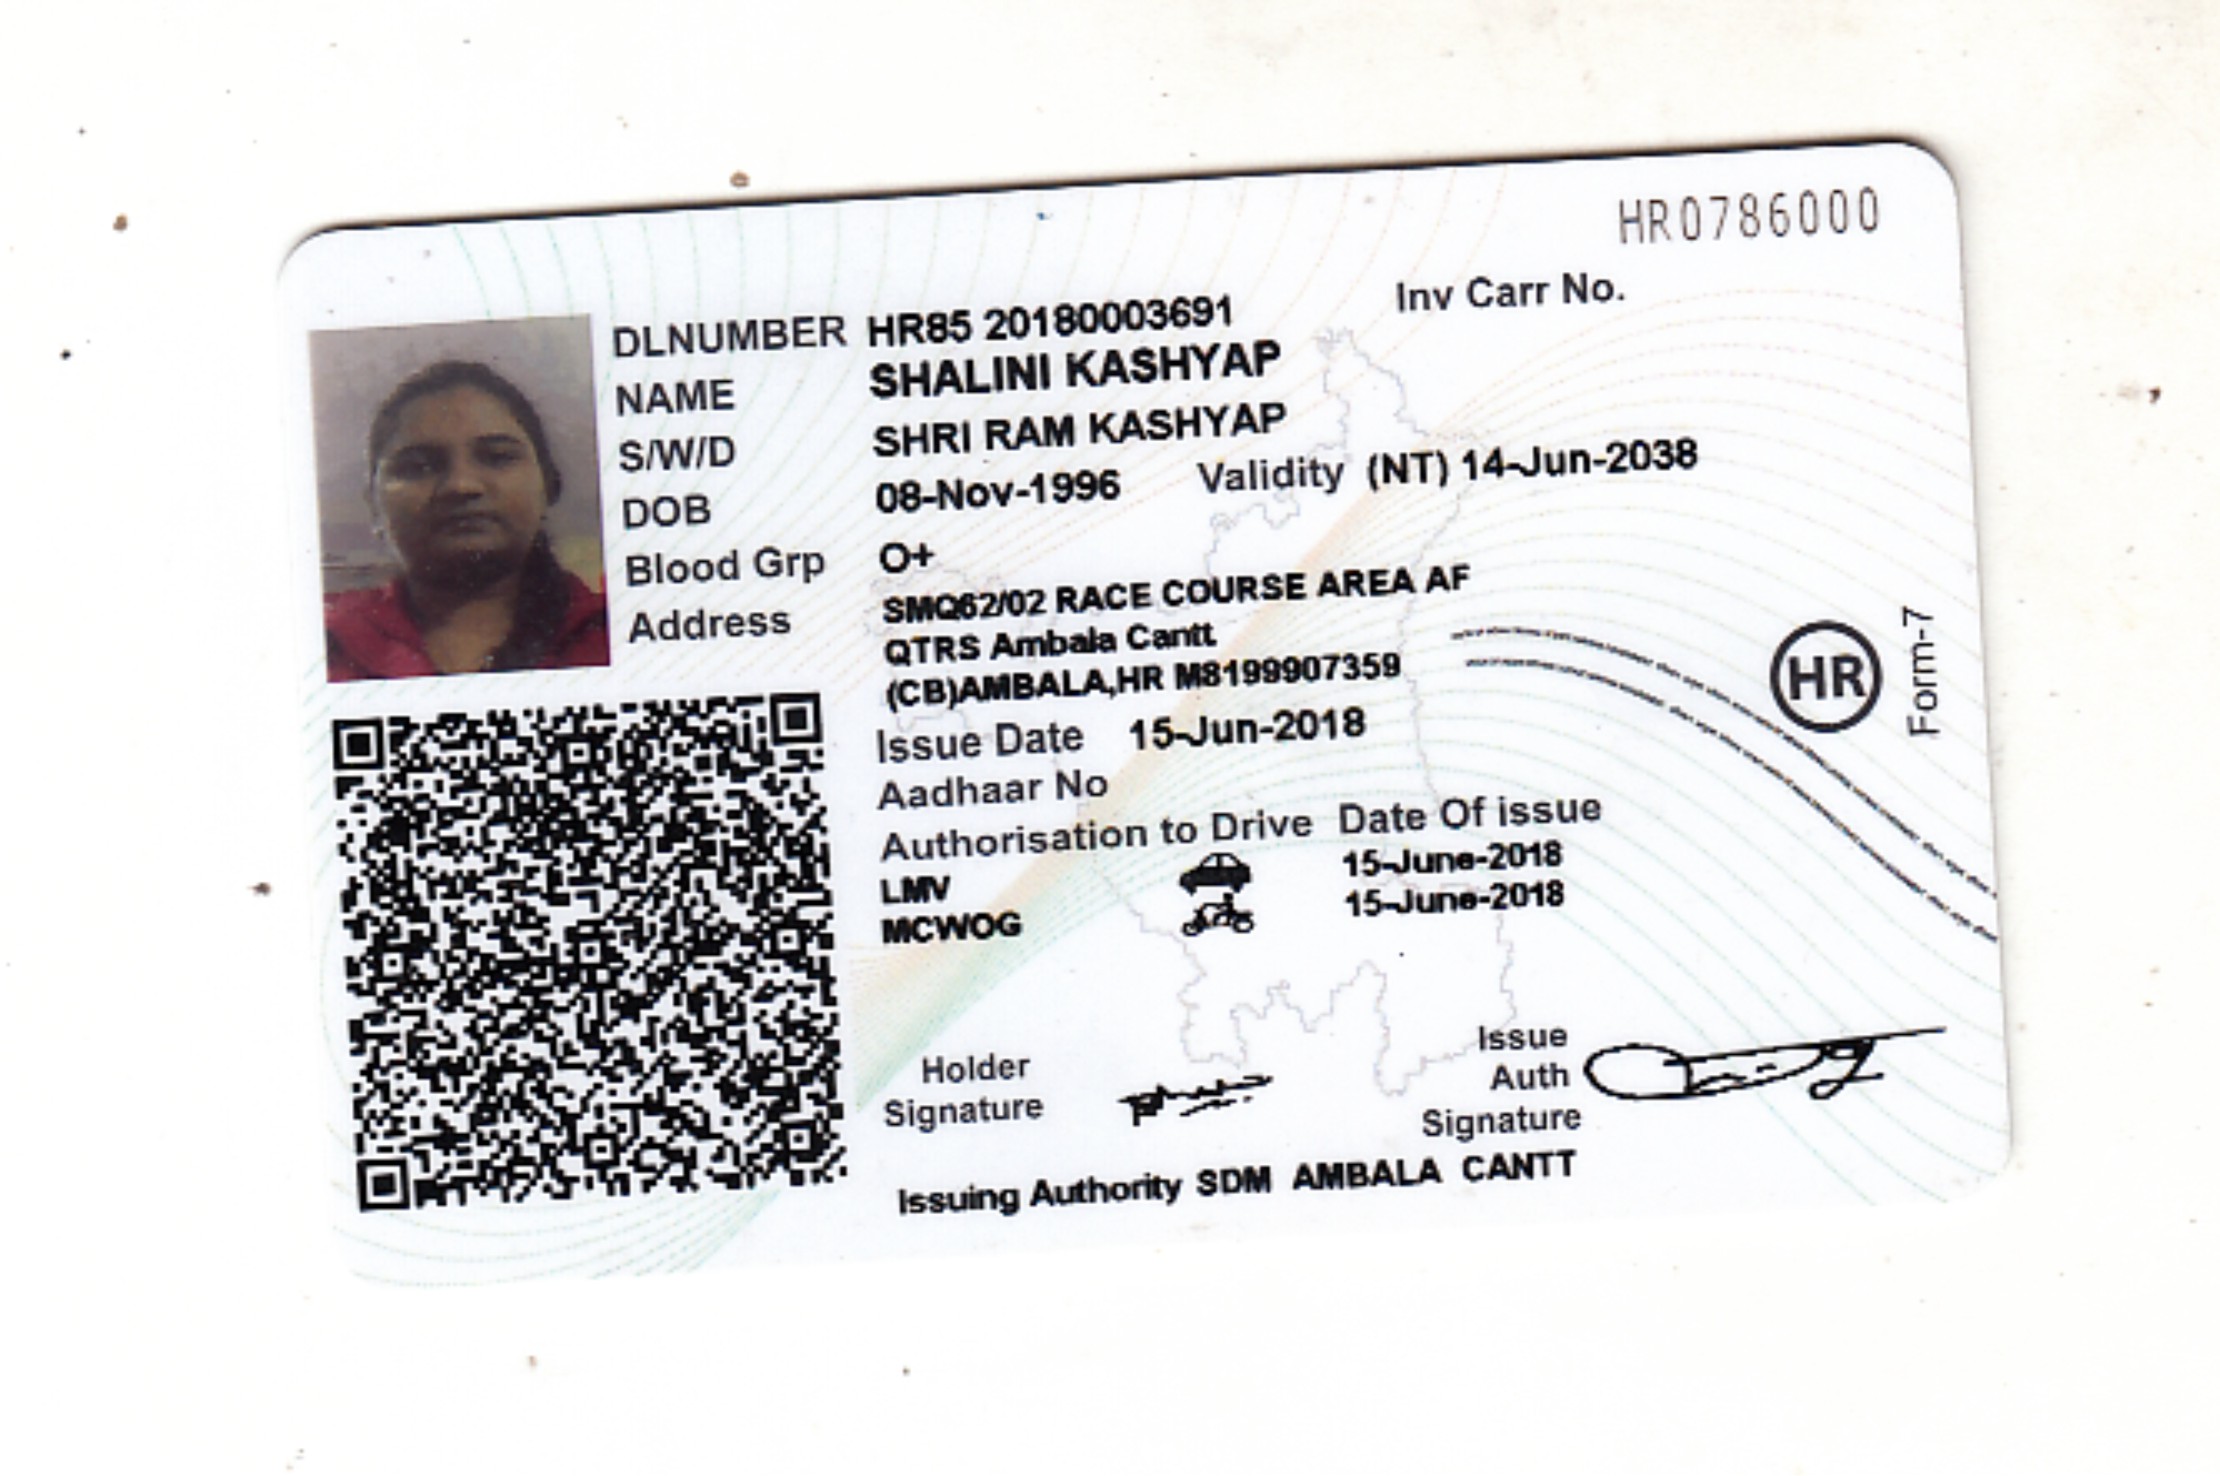 HR0786000
Inv Carr No.
DLNUMBER HR85 20180003691
NAME SHALINI KASHYAP
S/W/D SHRI RAM KASHYAP
DOB 08-Nov-1996 Validity (NT) 14-Jun-2038
Blood Grp O+
Address SMQ62/02 RACE COURSE AREA AF
QTRS Ambala Cantt
(CB)AMBALA,HR M8199907359
Issue Date 15-Jun-2018
Aadhaar No
Authorisation to Drive Date Of issue
LMV 15-June-2018
MCWOG 15-June-2018
HR
Form-7
Holder
Signature
Issue
Auth
Signature
Issuing Authority SDM AMBALA CANTT